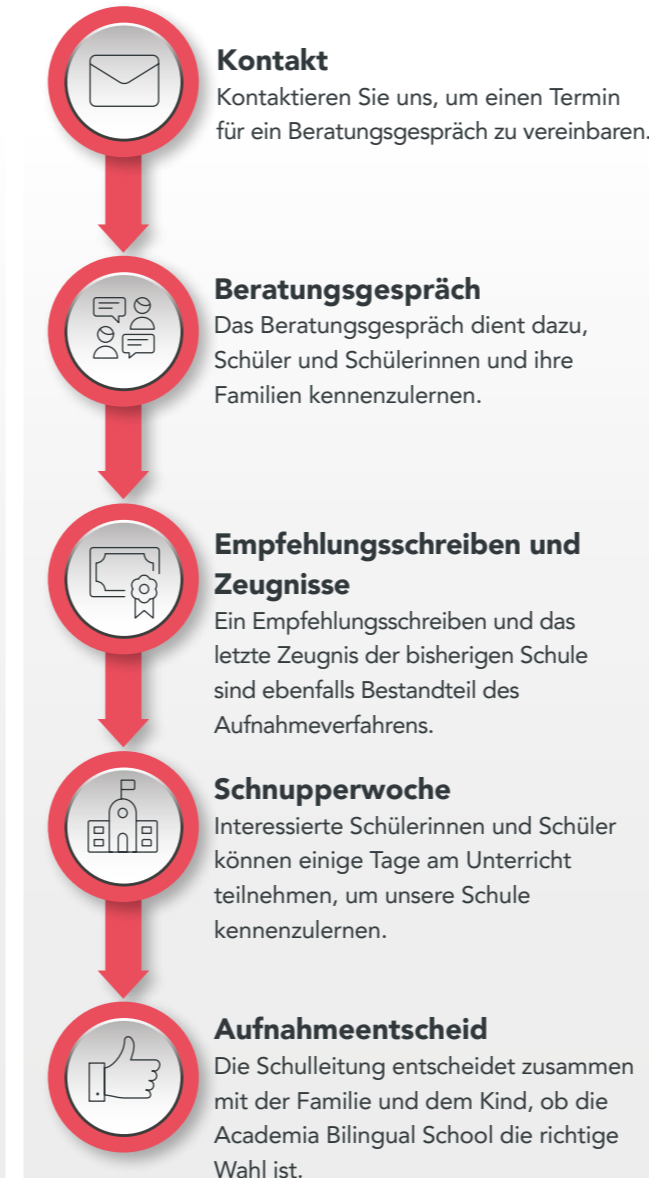 Kontakt
Kontaktieren Sie uns, um einen Termin
für ein Beratungsgespräch zu vereinbaren.
Beratungsgespräch
Das Beratungsgespräch dient dazu,
Schüler und Schülerinnen und ihre
Familien kennenzulernen.
Empfehlungsschreiben und
Zeugnisse
Ein Empfehlungsschreiben und das
letzte Zeugnis der bisherigen Schule
sind ebenfalls Bestandteil des
Aufnahmeverfahrens.
Schnupperwoche
Interessierte Schülerinnen und Schüler
können einige Tage am Unterricht
teilnehmen, um unsere Schule
kennenzulernen.
Aufnahmeentscheid
Die Schulleitung entscheidet zusammen
mit der Familie und dem Kind, ob die
Academia Bilingual School die richtige
Wahl ist.